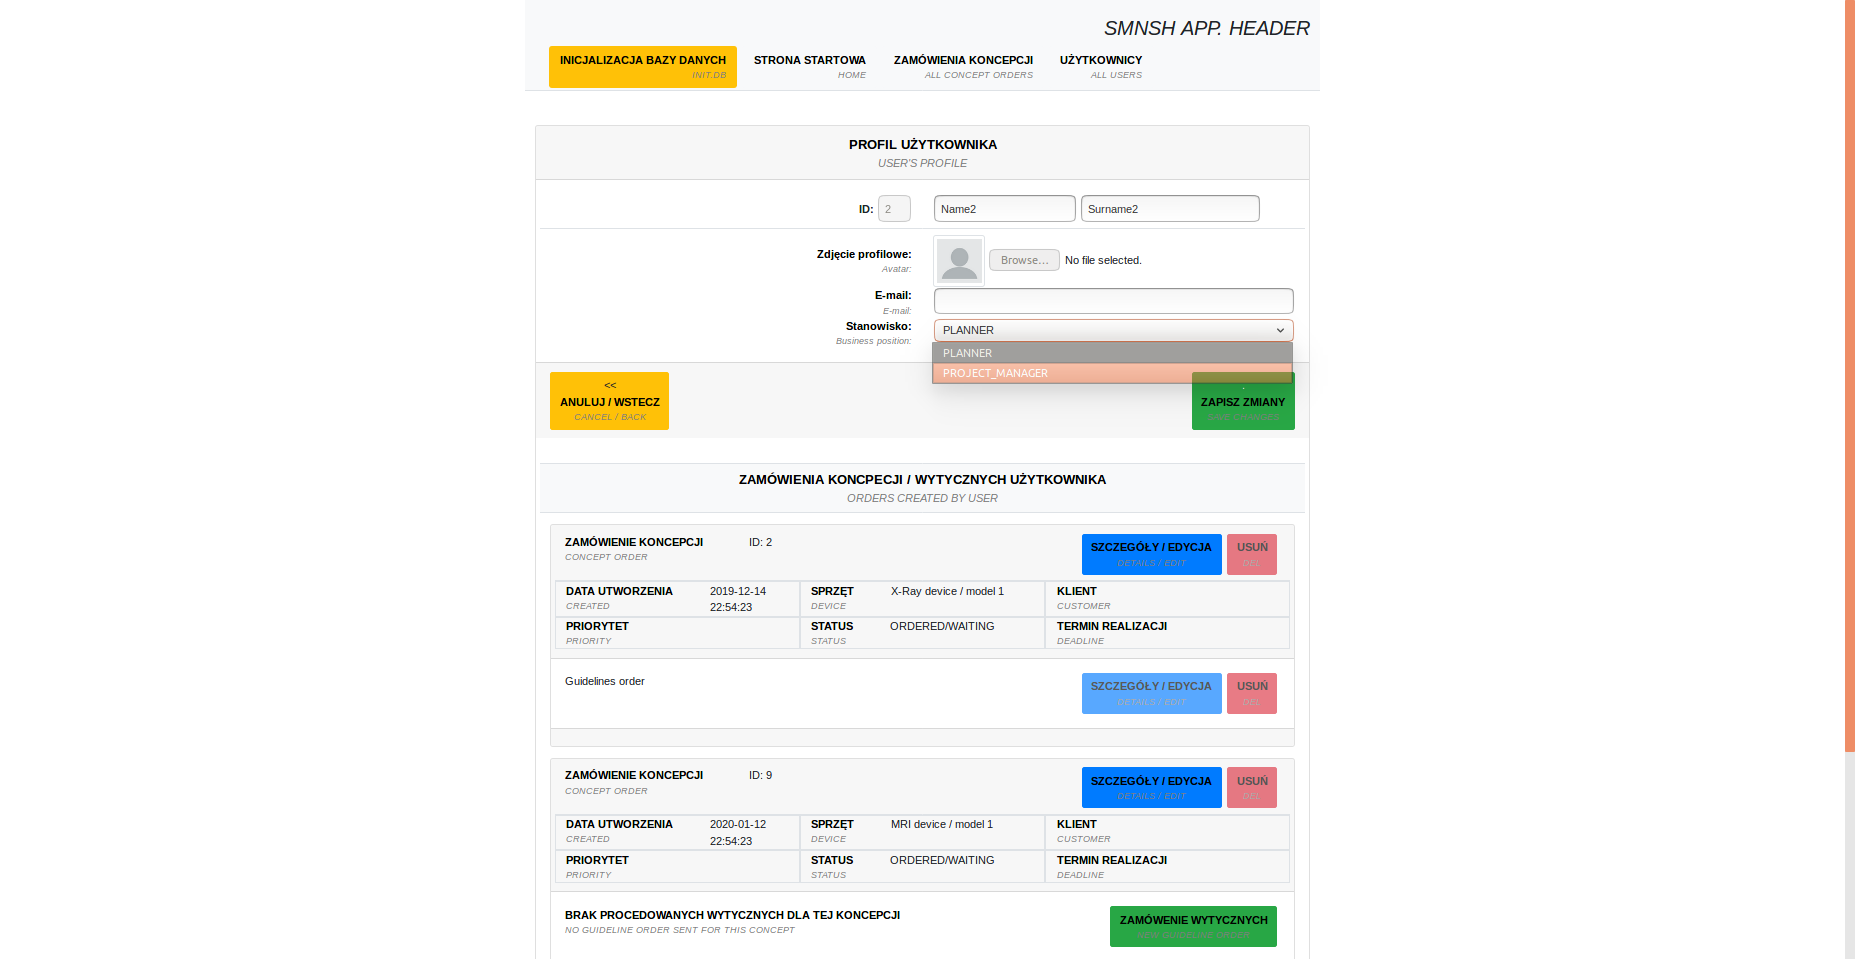 SMNSH APP. HEADER
INICJALIZACJA BAZY DANYCH
INIT.DB
STRONA STARTOWA
HOME
ZAMÓWIENIA KONCEPCJI
ALL CONCEPT ORDERS
UŻYTKOWNICY
ALL USERS
PROFIL UŻYTKOWNIKA
USER'S PROFILE
ID: 2 Name2 Surname2
Zdjęcie profilowe:
Avatar:
Browse... No file selected.
E-mail:
E-mail:
Stanowisko:
Business position:
PLANNER
PLANNER
PROJECT_MANAGER
<<
ANULUJ / WSTECZ
CANCEL / BACK
.
ZAPISZ ZMIANY
SAVE CHANGES
ZAMÓWIENIA KONCPECJI / WYTYCZNYCH UŻYTKOWNIKA
ORDERS CREATED BY USER
ZAMÓWIENIE KONCEPCJI ID: 2
CONCEPT ORDER
SZCZEGÓŁY / EDYCJA
DETAILS / EDIT
USUŃ
DEL
DATA UTWORZENIA 2019-12-14
CREATED 22:54:23
SPRZĘT X-Ray device / model 1
DEVICE
KLIENT
CUSTOMER
PRIORYTET
PRIORITY
STATUS ORDERED/WAITING
STATUS
TERMIN REALIZACJI
DEADLINE
Guidelines order
SZCZEGÓŁY / EDYCJA
DETAILS / EDIT
USUŃ
DEL
ZAMÓWIENIE KONCEPCJI ID: 9
CONCEPT ORDER
SZCZEGÓŁY / EDYCJA
DETAILS / EDIT
USUŃ
DEL
DATA UTWORZENIA 2020-01-12
CREATED 22:54:23
SPRZĘT MRI device / model 1
DEVICE
KLIENT
CUSTOMER
PRIORYTET
PRIORITY
STATUS ORDERED/WAITING
STATUS
TERMIN REALIZACJI
DEADLINE
BRAK PROCEDOWANYCH WYTYCZNYCH DLA TEJ KONCEPCJI
NO GUIDELINE ORDER SENT FOR THIS CONCEPT
ZAMÓWENIE WYTYCZNYCH
NEW GUIDELINE ORDER